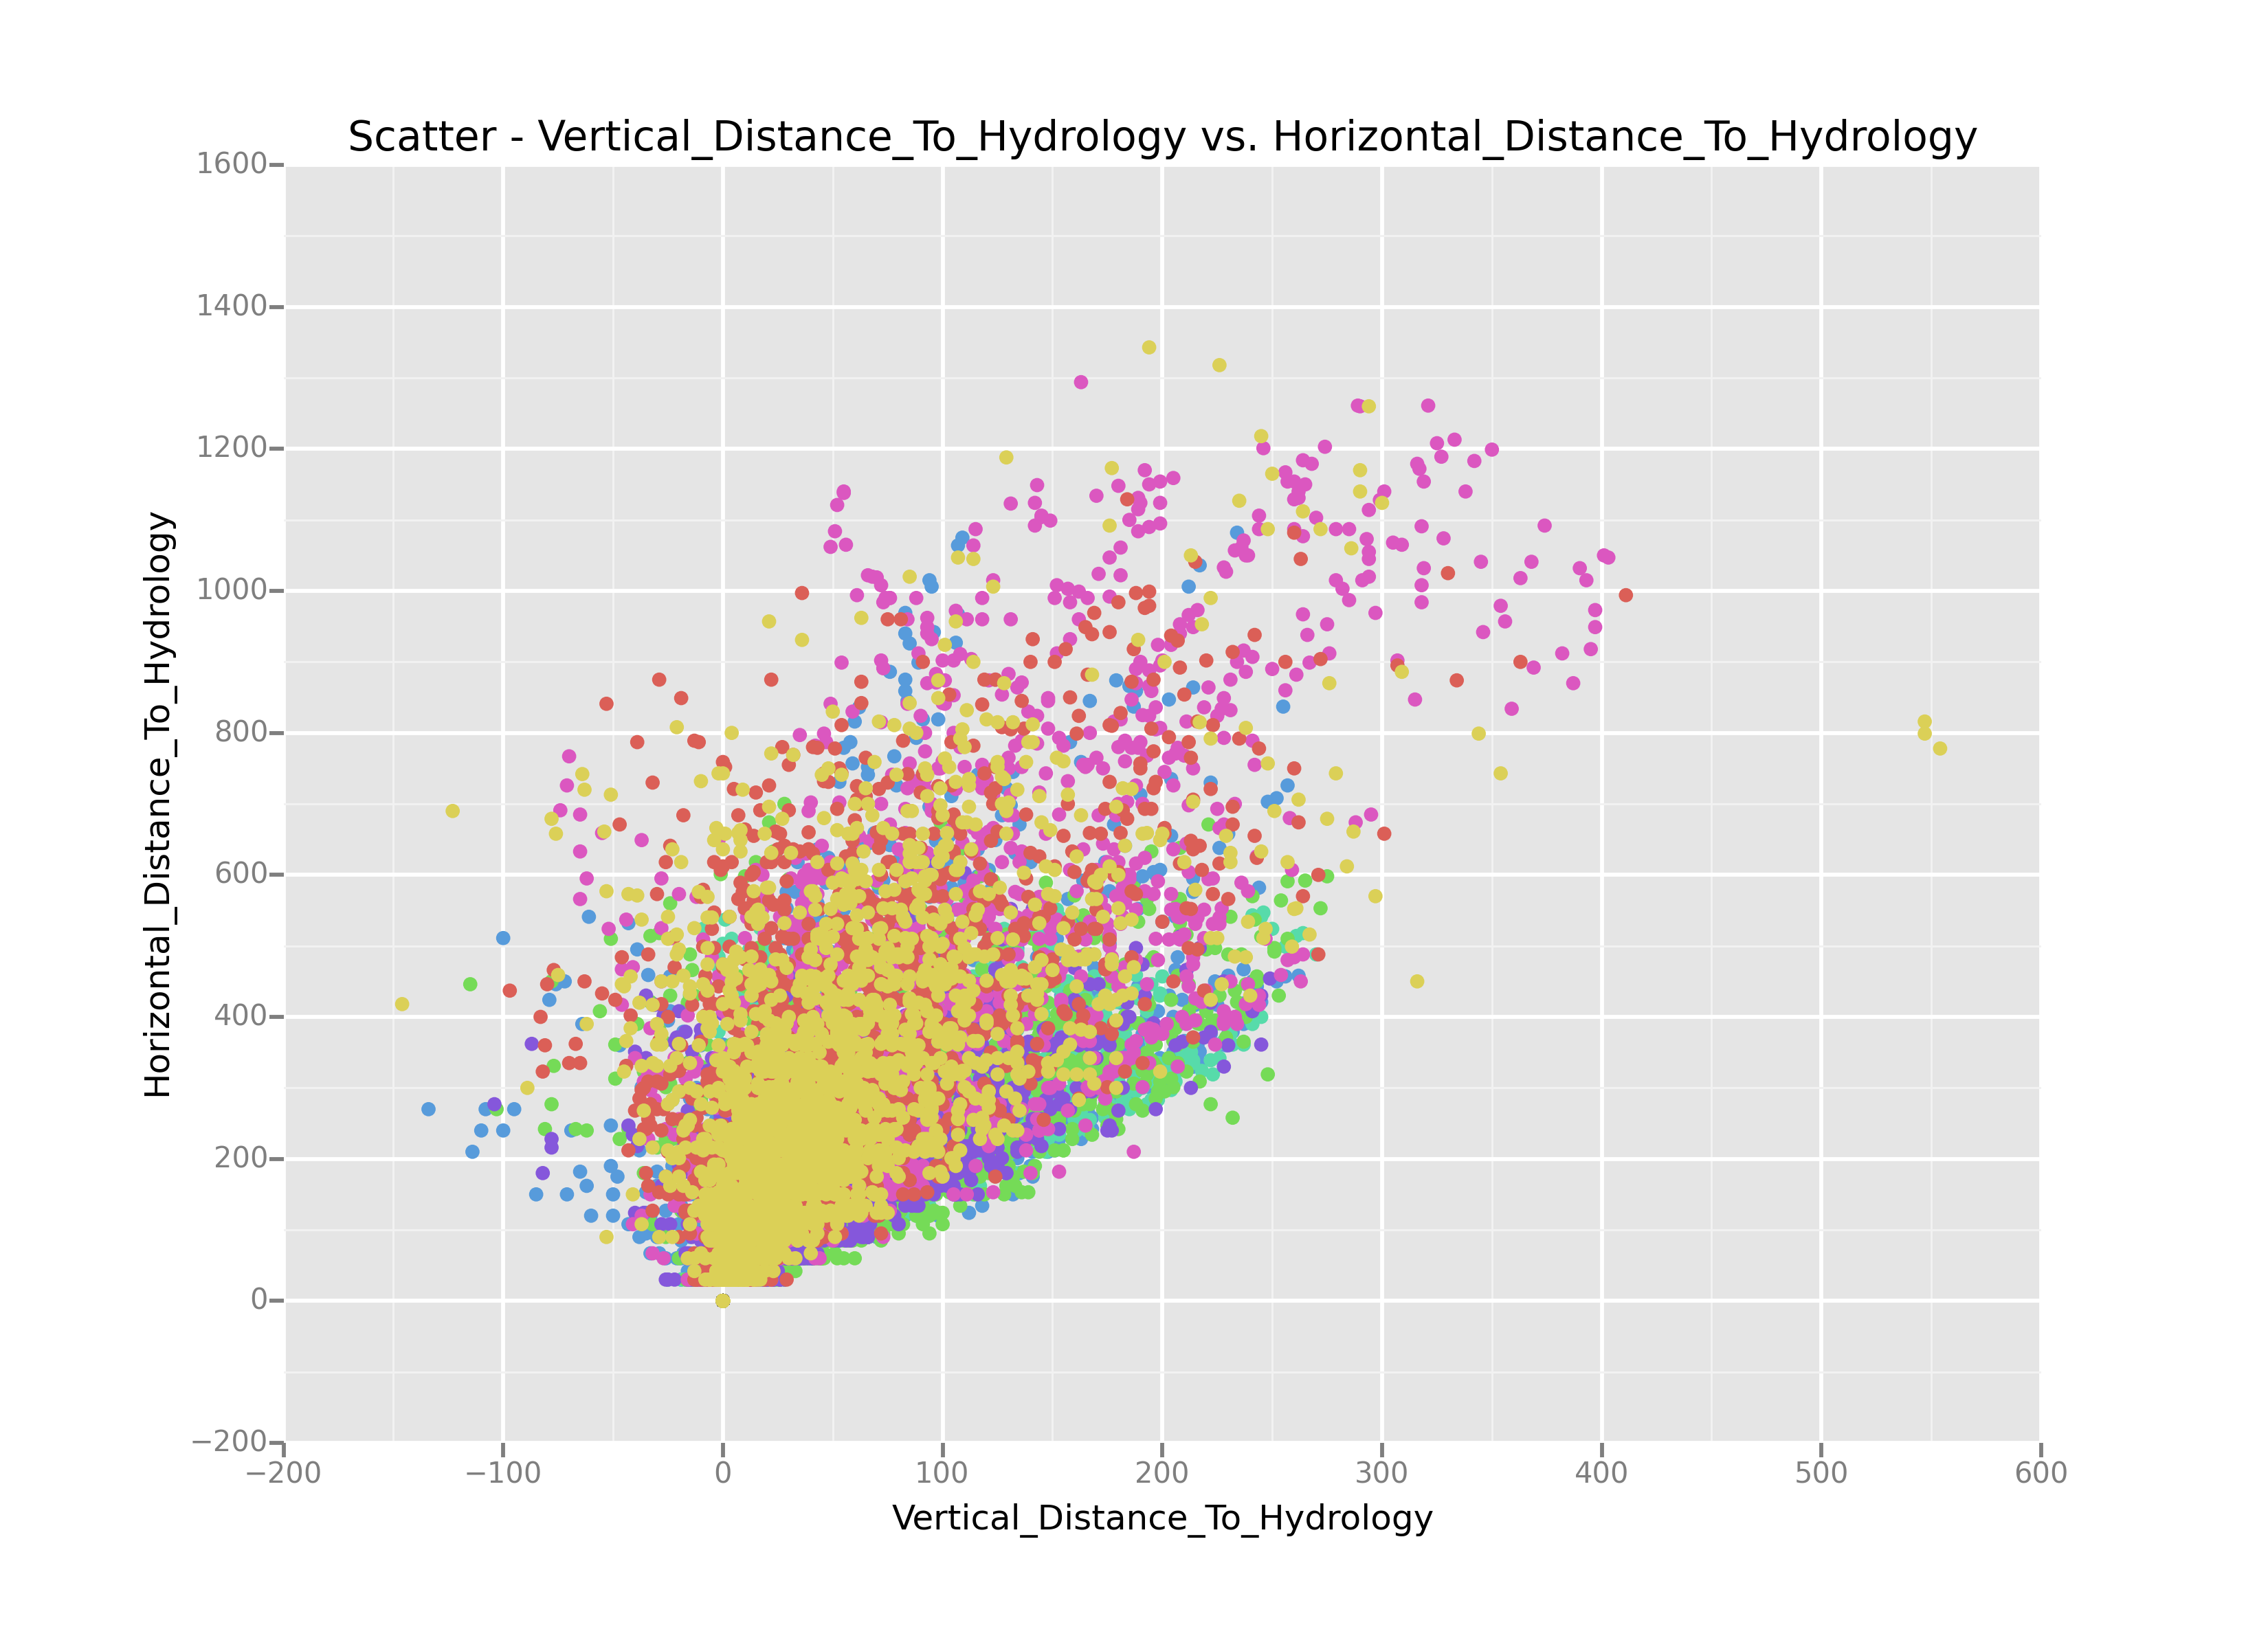 Scatter - Vertical_Distance_To_Hydrology vs. Horizontal_Distance_To_Hydrology
1600
1400
1200
1000
800
600
400
200
0
−200
Horizontal_Distance_To_Hydrology
−200 −100 0 100 200 300 400 500 600
Vertical_Distance_To_Hydrology